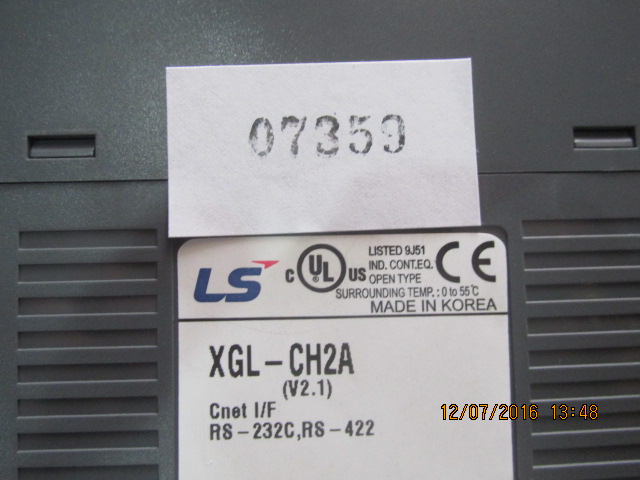 07359
LS
c UL US
LISTED 9J51
IND. CONT.EQ.
OPEN TYPE
CE
SURROUNDING TEMP.: 0 to 55℃
MADE IN KOREA
XGL-CH2A
(V2.1)
Cnet I/F
RS-232C,RS-422
12/07/2016 13:48